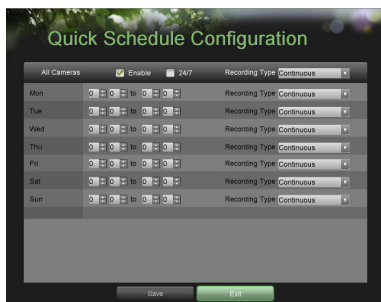 Quick Schedule Configuration
All Cameras Enable 24/7 Recording Type Continuous
Mon 0 0 to 0 0 Recording Type Continuous
Tue 0 0 to 0 0 Recording Type Continuous
Wed 0 0 to 0 0 Recording Type Continuous
Thu 0 0 to 0 0 Recording Type Continuous
Fri 0 0 to 0 0 Recording Type Continuous
Sat 0 0 to 0 0 Recording Type Continuous
Sun 0 0 to 0 0 Recording Type Continuous
Save Exit